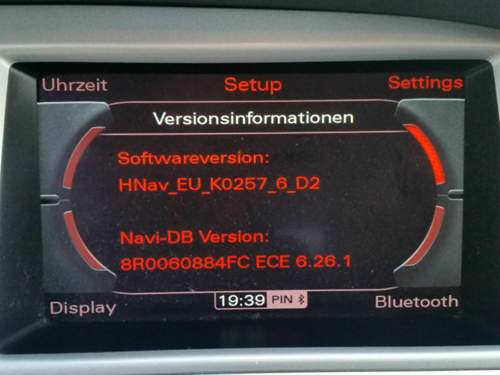 Uhrzeit Setup Settings
Versionsinformationen
Softwareversion:
HNav_EU_K0257_6_D2
Navi-DB Version:
8R0060884FC ECE 6.26.1
Display 19:39 PIN Bluetooth